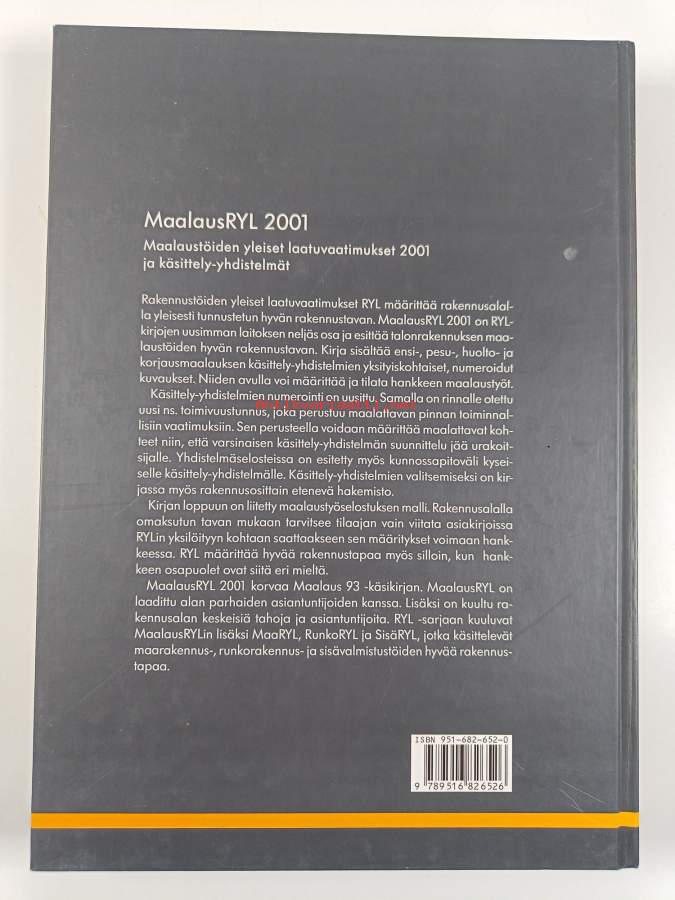 MaalausRYL 2001
Maalaustöiden yleiset laatuvaatimukset 2001
ja käsittely-yhdistelmät
Rakennustöiden yleiset laatuvaatimukset RYL määrittää rakennusalal-
la yleisesti tunnustetun hyvän rakennustavan. MaalausRYL 2001 on RYL-
kirjojen uusimman laitoksen neljäs osa ja esittää talonrakennuksen maa-
laustöiden hyvän rakennustavan. Kirja sisältää ensi-, pesu-, huolto- ja
korjausmaalauksen käsittely-yhdistelmien yksityiskohtaiset, numeroidut
kuvaukset. Niiden avulla voi määrittää ja tilata hankkeen maalaustyöt.
Käsittely-yhdistelmien numerointi on uusittu. Samalla on rinnalle otettu
uusi ns. toimivuustunnus, joka perustuu maalattavan pinnan toiminnal-
lisiin vaatimuksiin. Sen perusteella voidaan määrittää maalattavat koh-
teet niin, että varsinaisen käsittely-yhdistelmän suunnittelu jää urakoit-
sijalle. Yhdistelmäselosteissa on esitetty myös kunnossapitoväli kysei-
selle käsittely-yhdistelmälle. Käsittely-yhdistelmien valitsemiseksi on kir-
jassa myös rakennusosittain etenevä hakemisto.
Kirjan loppuun on liitetty maalaustyöselostuksen malli. Rakennusalalla
omaksutun tavan mukaan tarvitsee tilaajan vain viitata asiakirjoissa
RYLin yksilöityyn kohtaan saattaakseen sen määritykset voimaan hank-
keessa. RYL määrittää hyvää rakennustapaa myös silloin, kun hank-
keen osapuolet ovat siitä eri mieltä.
MaalausRYL 2001 korvaa Maalaus 93 -käsikirjan. MaalausRYL on
laadittu alan parhaiden asiantuntijoiden kanssa. Lisäksi on kuultu ra-
kennusalan keskeisiä tahoja ja asiantuntijoita. RYL -sarjaan kuuluvat
MaalausRYLin lisäksi MaaRYL, RunkoRYL ja SisäRYL, jotka käsittelevät
maarakennus-, runkorakennus- ja sisävalmistustöiden hyvää rakennus-
tapaa.
ISBN 951-682-652-0
9 789516 826526